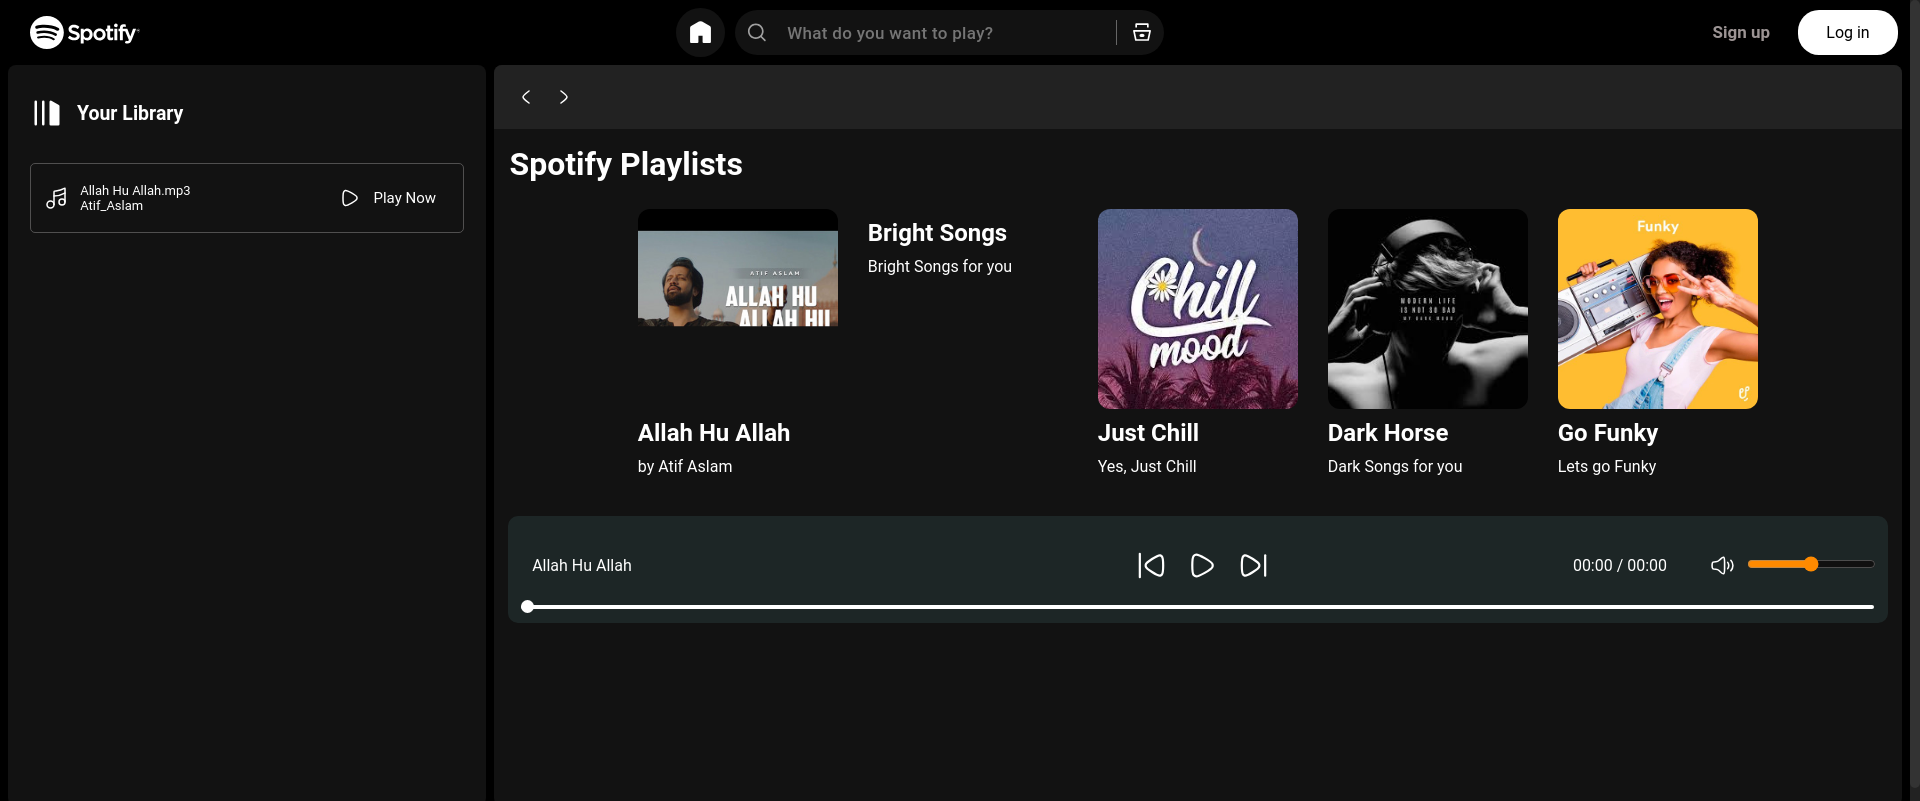 Spotify
What do you want to play?
Sign up
Log in
Your Library
Allah Hu Allah.mp3
Atif_Aslam
Play Now
Spotify Playlists
ATIF ASLAM
ALLAH HU
ALLAH HU
Allah Hu Allah
by Atif Aslam
Bright Songs
Bright Songs for you
Chill
mood
Just Chill
Yes, Just Chill
MODERN LIFE
IS NOT SO BAD
MY DARK MOOD
Dark Horse
Dark Songs for you
Funky
Go Funky
Lets go Funky
Allah Hu Allah
00:00 / 00:00